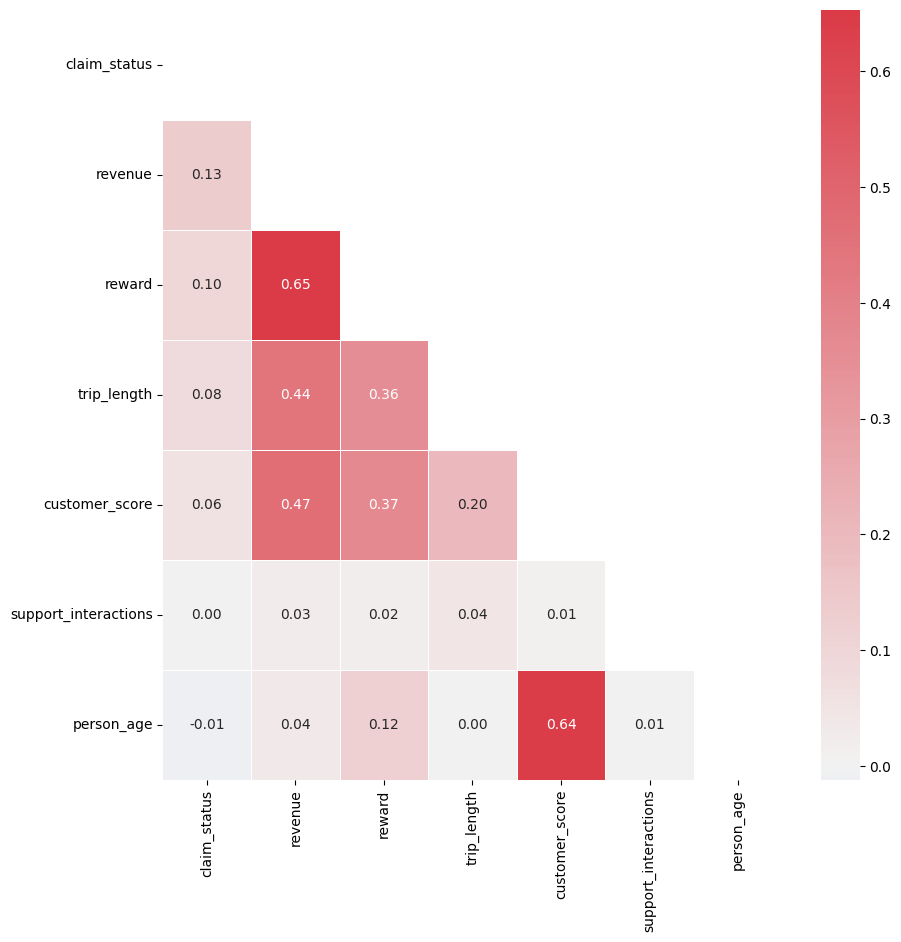 claim_status
revenue 0.13
reward 0.10 0.65
trip_length 0.08 0.44 0.36
customer_score 0.06 0.47 0.37 0.20
support_interactions 0.00 0.03 0.02 0.04 0.01
person_age -0.01 0.04 0.12 0.00 0.64 0.01
claim_status
revenue
reward
trip_length
customer_score
support_interactions
person_age
0.6
0.5
0.4
0.3
0.2
0.1
0.0